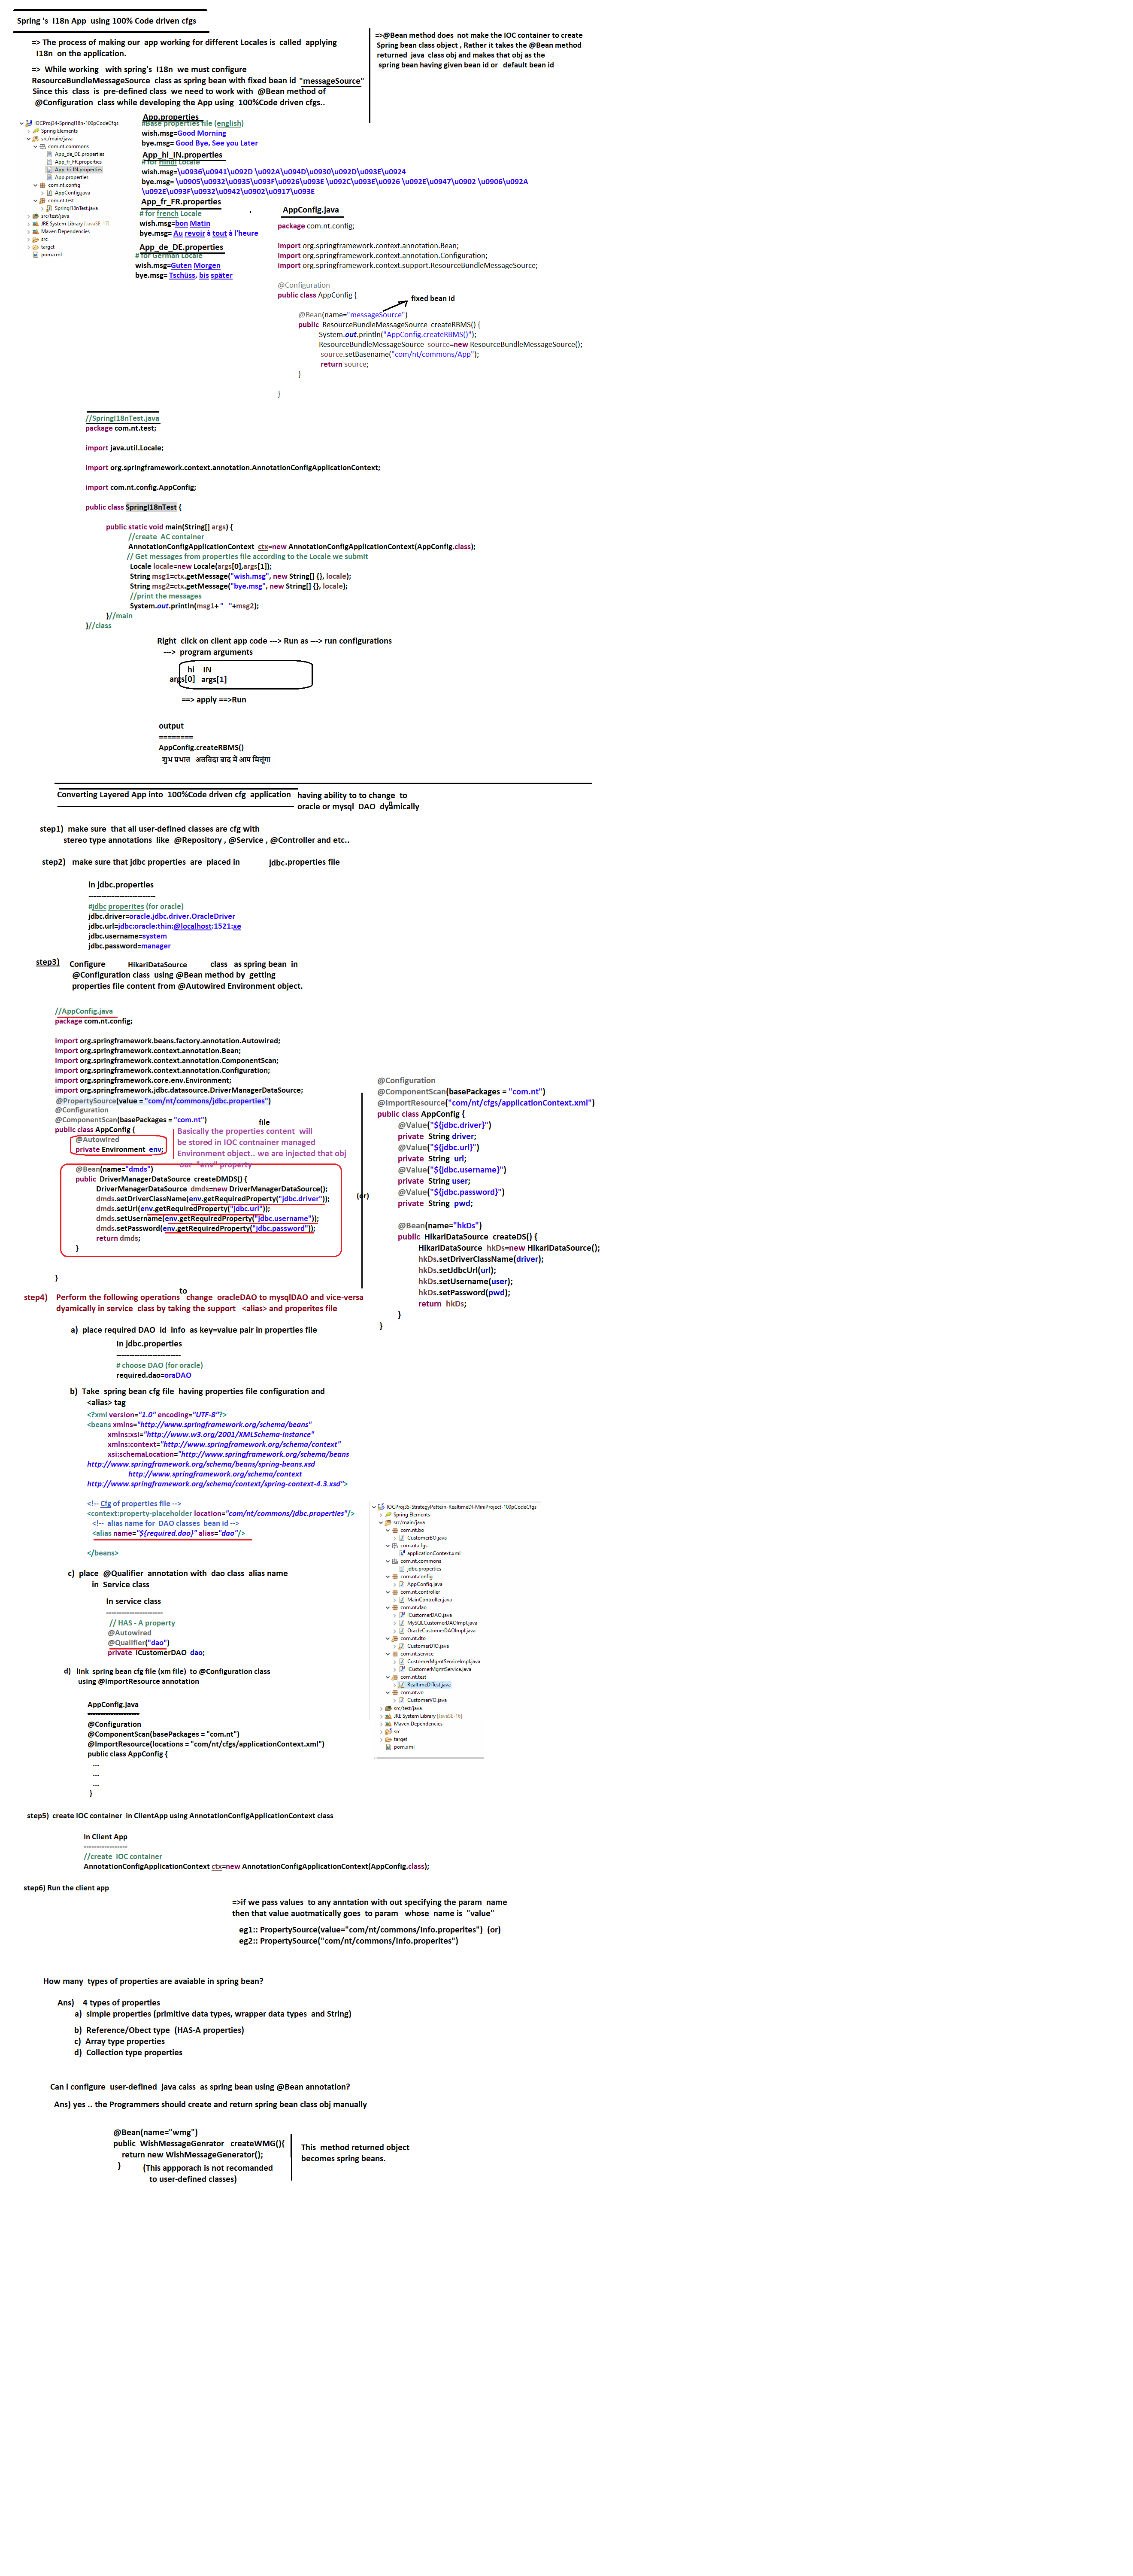 Spring 's I18n App using 100% Code driven cfgs
=> The process of making our app working for different Locales is called applying
I18n on the application.
=> While working with spring's I18n we must configure
ResourceBundleMessageSource class as spring bean with fixed bean id "messageSource"
Since this class is pre-defined class we need to work with @Bean method of
@Configuration class while developing the App using 100%Code driven cfgs..
=>@Bean method does not make the IOC container to create
Spring bean class object , Rather it takes the @Bean method
returned java class obj and makes that obj as the
spring bean having given bean id or default bean id
IOCProj34-SpringI18n-100pCodeCfgs
Spring Elements
src/main/java
com.nt.commons
App_de_DE.properties
App_fr_FR.properties
App_hi_IN.properties
App.properties
com.nt.config
AppConfig.java
com.nt.test
SpringI18nTest.java
src/test/java
JRE System Library [JavaSE-17]
Maven Dependencies
src
target
pom.xml
App.properties
#Base properties file (english)
wish.msg=Good Morning
bye.msg= Good Bye, See you Later
App_hi_IN.properties
# for Hindi Locale
wish.msg=\u0936\u0941\u092D \u092A\u094D\u0930\u092D\u093E\u0924
bye.msg= \u0905\u0932\u0935\u093F\u0926\u093E \u092C\u093E\u0926 \u092E\u0947\u0902 \u0906\u092A
\u092E\u093F\u0932\u0942\u0902\u0917\u093E
App_fr_FR.properties
# for french Locale
wish.msg=bon Matin
bye.msg= Au revoir à tout à l'heure
App_de_DE.properties
# for German Locale
wish.msg=Guten Morgen
bye.msg= Tschüss, bis später
AppConfig.java
package com.nt.config;
import org.springframework.context.annotation.Bean;
import org.springframework.context.annotation.Configuration;
import org.springframework.context.support.ResourceBundleMessageSource;
@Configuration
public class AppConfig {
fixed bean id
@Bean(name="messageSource")
public ResourceBundleMessageSource createRBMS() {
System.out.println("AppConfig.createRBMS()");
ResourceBundleMessageSource source=new ResourceBundleMessageSource();
source.setBasename("com/nt/commons/App");
return source;
}
}
//SpringI18nTest.java
package com.nt.test;
import java.util.Locale;
import org.springframework.context.annotation.AnnotationConfigApplicationContext;
import com.nt.config.AppConfig;
public class SpringI18nTest {
public static void main(String[] args) {
//create AC container
AnnotationConfigApplicationContext ctx=new AnnotationConfigApplicationContext(AppConfig.class);
// Get messages from properties file according to the Locale we submit
Locale locale=new Locale(args[0],args[1]);
String msg1=ctx.getMessage("wish.msg", new String[] {}, locale);
String msg2=ctx.getMessage("bye.msg", new String[] {}, locale);
//print the messages
System.out.println(msg1+ " "+msg2);
}//main
}//class
Right click on client app code ---> Run as ---> run configurations
---> program arguments
hi IN
args[0] args[1]
==> apply ==>Run
output
========
AppConfig.createRBMS()
शुभ प्रभात अलविदा बाद में आप मिलूंगा
Converting Layered App into 100%Code driven cfg application having ability to to change to
oracle or mysql DAO dyamically
n
step1) make sure that all user-defined classes are cfg with
stereo type annotations like @Repository , @Service , @Controller and etc..
step2) make sure that jdbc properties are placed in jdbc.properties file
in jdbc.properties
--------------------------
#jdbc properites (for oracle)
jdbc.driver=oracle.jdbc.driver.OracleDriver
jdbc.url=jdbc:oracle:thin:@localhost:1521:xe
jdbc.username=system
jdbc.password=manager
step3) Configure HikariDataSource class as spring bean in
@Configuration class using @Bean method by getting
properties file content from @Autowired Environment object.
//AppConfig.java
package com.nt.config;
import org.springframework.beans.factory.annotation.Autowired;
import org.springframework.context.annotation.Bean;
import org.springframework.context.annotation.ComponentScan;
import org.springframework.context.annotation.Configuration;
import org.springframework.core.env.Environment;
import org.springframework.jdbc.datasource.DriverManagerDataSource;
@PropertySource(value = "com/nt/commons/jdbc.properties")
@Configuration
@ComponentScan(basePackages = "com.nt")
public class AppConfig {
@Autowired
private Environment env;
file
Basically the properties content will
be stored in IOC contnainer managed
Environment object.. we are injected that obj
our "env" property
@Bean(name="dmds")
public DriverManagerDataSource createDMDS() {
DriverManagerDataSource dmds=new DriverManagerDataSource();
dmds.setDriverClassName(env.getRequiredProperty("jdbc.driver"));
dmds.setUrl(env.getRequiredProperty("jdbc.url"));
dmds.setUsername(env.getRequiredProperty("jdbc.username"));
dmds.setPassword(env.getRequiredProperty("jdbc.password"));
return dmds;
}
}
(or)
@Configuration
@ComponentScan(basePackages = "com.nt")
@ImportResource("com/nt/cfgs/applicationContext.xml")
public class AppConfig {
@Value("${jdbc.driver}")
private String driver;
@Value("${jdbc.url}")
private String url;
@Value("${jdbc.username}")
private String user;
@Value("${jdbc.password}")
private String pwd;
@Bean(name="hkDs")
public HikariDataSource createDS() {
HikariDataSource hkDs=new HikariDataSource();
hkDs.setDriverClassName(driver);
hkDs.setJdbcUrl(url);
hkDs.setUsername(user);
hkDs.setPassword(pwd);
return hkDs;
}
}
to
step4) Perform the following operations change oracleDAO to mysqlDAO and vice-versa
dyamically in service class by taking the support <alias> and properites file
a) place required DAO id info as key=value pair in properties file
In jdbc.properties
-------------------------
# choose DAO (for oracle)
required.dao=oraDAO
b) Take spring bean cfg file having properties file configuration and
<alias> tag
<?xml version="1.0" encoding="UTF-8"?>
<beans xmlns="http://www.springframework.org/schema/beans"
xmlns:xsi="http://www.w3.org/2001/XMLSchema-instance"
xmlns:context="http://www.springframework.org/schema/context"
xsi:schemaLocation="http://www.springframework.org/schema/beans
http://www.springframework.org/schema/beans/spring-beans.xsd
http://www.springframework.org/schema/context
http://www.springframework.org/schema/context/spring-context-4.3.xsd">
<!-- Cfg of properties file -->
<context:property-placeholder location="com/nt/commons/jdbc.properties"/>
<!-- alias name for DAO classes bean id -->
<alias name="${required.dao}" alias="dao"/>
</beans>
c) place @Qualifier annotation with dao class alias name
in Service class
In service class
----------------------
// HAS - A property
@Autowired
@Qualifier("dao")
private ICustomerDAO dao;
d) link spring bean cfg file (xm file) to @Configuration class
using @ImportResource annotation
AppConfig.java
--------------------
@Configuration
@ComponentScan(basePackages = "com.nt")
@ImportResource(locations = "com/nt/cfgs/applicationContext.xml")
public class AppConfig {
...
...
...
}
IOCProj35-StrategyPattern-RealtimeDI-MiniProject-100pCodeCfgs
Spring Elements
src/main/java
com.nt.bo
CustomerBO.java
com.nt.cfgs
applicationContext.xml
com.nt.commons
jdbc.properties
com.nt.config
AppConfig.java
com.nt.controller
MainController.java
com.nt.dao
ICustomerDAO.java
MySQLCustomerDAOImpl.java
OracleCustomerDAOImpl.java
com.nt.dto
CustomerDTO.java
com.nt.service
CustomerMgmtServiceImpl.java
ICustomerMgmtService.java
com.nt.test
RealtimeDITest.java
com.nt.vo
CustomerVO.java
src/test/java
JRE System Library [JavaSE-16]
Maven Dependencies
src
target
pom.xml
step5) create IOC container in ClientApp using AnnotationConfigApplicationContext class
In Client App
-----------------
//create IOC container
AnnotationConfigApplicationContext ctx=new AnnotationConfigApplicationContext(AppConfig.class);
step6) Run the client app
=>if we pass values to any anntation with out specifying the param name
then that value auotmatically goes to param whose name is "value"
eg1:: PropertySource(value="com/nt/commons/Info.properites") (or)
eg2:: PropertySource("com/nt/commons/Info.properites")
How many types of properties are avaiable in spring bean?
Ans) 4 types of properties
a) simple properties (primitive data types, wrapper data types and String)
b) Reference/Obect type (HAS-A properties)
c) Array type properties
d) Collection type properties
Can i configure user-defined java calss as spring bean using @Bean annotation?
Ans) yes .. the Programmers should create and return spring bean class obj manually
@Bean(name="wmg")
public WishMessageGenrator createWMG(){
return new WishMessageGenerator();
}
This method returned object
becomes spring beans.
(This appporach is not recomanded
to user-defined classes)